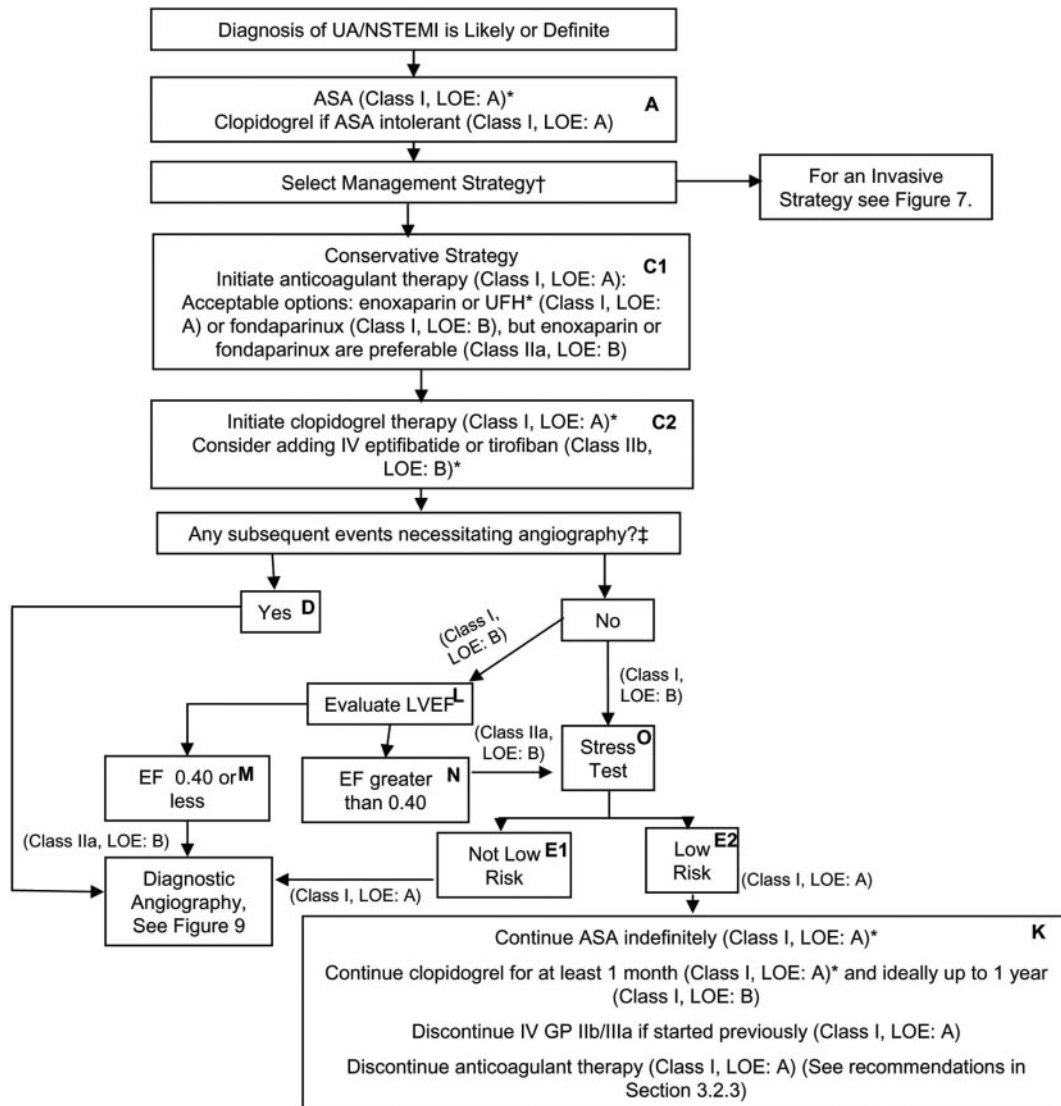 Diagnosis of UA/NSTEMI is Likely or Definite
ASA (Class I, LOE: A)*
A
Clopidogrel if ASA intolerant (Class I, LOE: A)
Select Management Strategy†
For an Invasive
Strategy see Figure 7.
Conservative Strategy
C1
Initiate anticoagulant therapy (Class I, LOE: A):
Acceptable options: enoxaparin or UFH* (Class I, LOE:
A) or fondaparinux (Class I, LOE: B), but enoxaparin or
fondaparinux are preferable (Class IIa, LOE: B)
Initiate clopidogrel therapy (Class I, LOE: A)*
C2
Consider adding IV eptifibatide or tirofiban (Class IIb,
LOE: B)*
Any subsequent events necessitating angiography?‡
Yes
D
No
(Class I,
LOE: B)
(Class I,
LOE: B)
Evaluate LVEF
L
(Class IIa,
LOE: B)
Stress
Test
O
EF 0.40 or
less
M
EF greater
than 0.40
N
(Class IIa, LOE: B)
Not Low
Risk
E1
Low
Risk
E2
(Class I, LOE: A)
(Class I, LOE: A)
Diagnostic
Angiography,
See Figure 9
K
Continue ASA indefinitely (Class I, LOE: A)*
Continue clopidogrel for at least 1 month (Class I, LOE: A)* and ideally up to 1 year
(Class I, LOE: B)
Discontinue IV GP IIb/IIIa if started previously (Class I, LOE: A)
Discontinue anticoagulant therapy (Class I, LOE: A) (See recommendations in
Section 3.2.3)